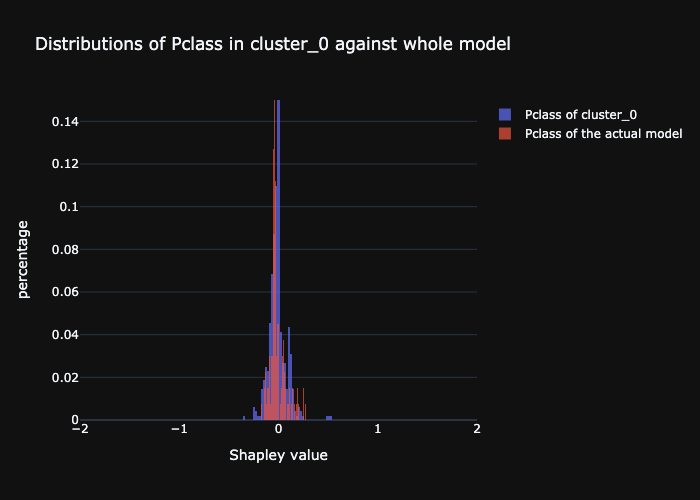 Distributions of Pclass in cluster_0 against whole model
Pclass of cluster_0
Pclass of the actual model
0.14
0.12
0.1
0.08
0.06
0.04
0.02
0
percentage
−2
−1
0
1
2
Shapley value